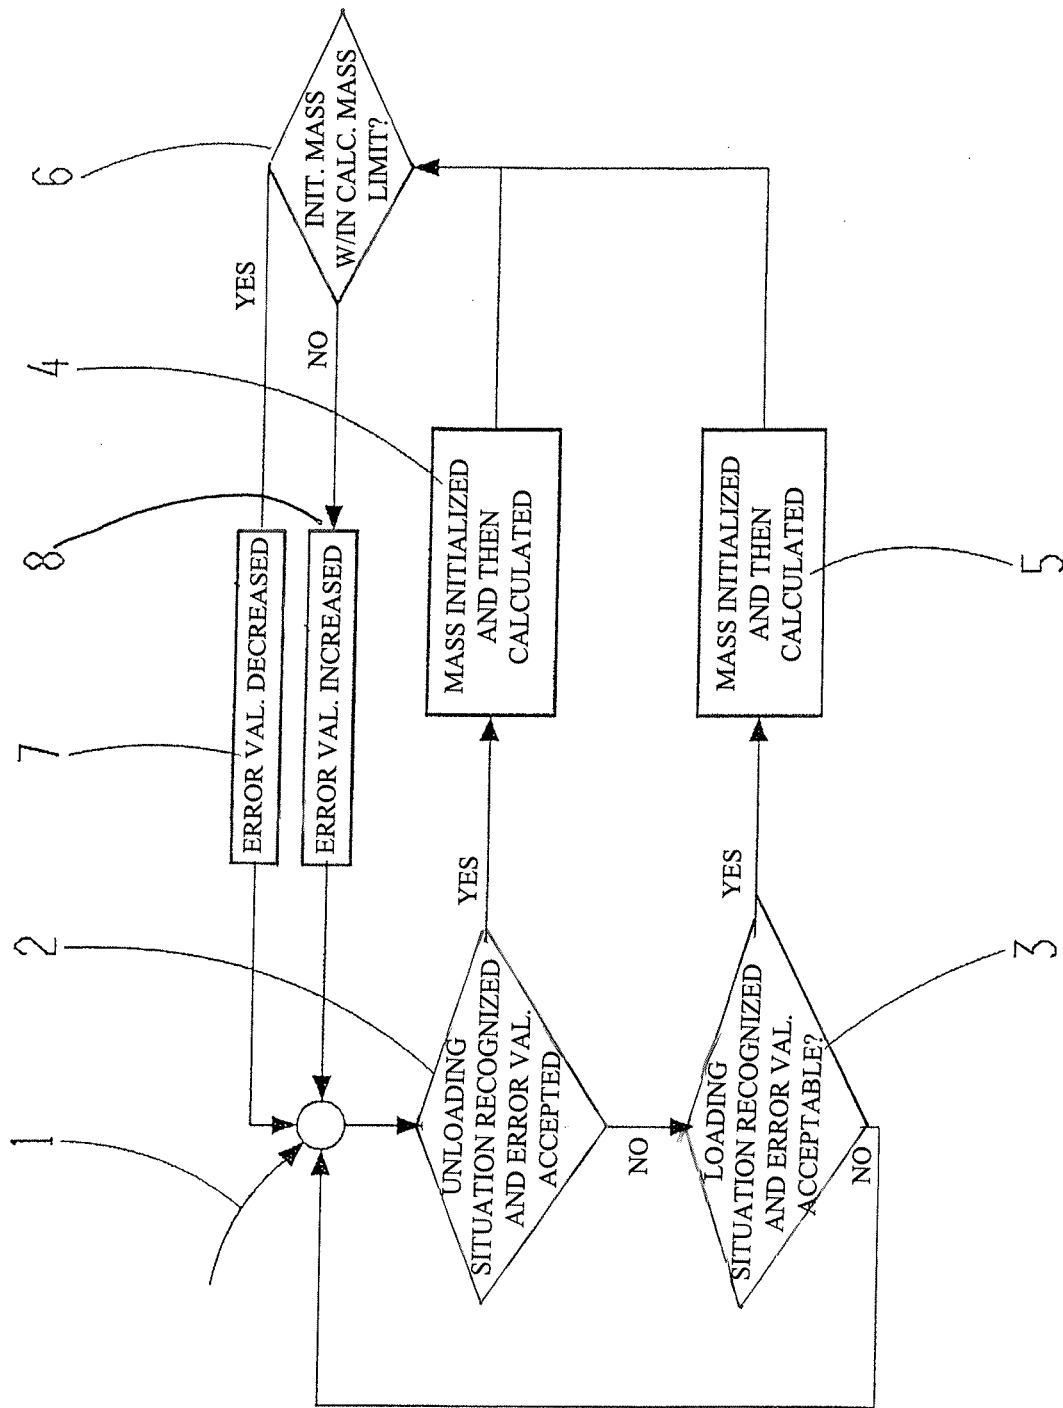 1
2
UNLOADING
SITUATION RECOGNIZED
AND ERROR VAL.
ACCEPTED
YES
NO
3
LOADING
SITUATION RECOGNIZED
AND ERROR VAL.
ACCEPTABLE?
YES
NO
4
MASS INITIALIZED
AND THEN
CALCULATED
5
MASS INITIALIZED
AND THEN
CALCULATED
6
INIT. MASS
W/IN CALC. MASS
LIMIT?
YES
NO
7
ERROR VAL. DECREASED
8
ERROR VAL. INCREASED